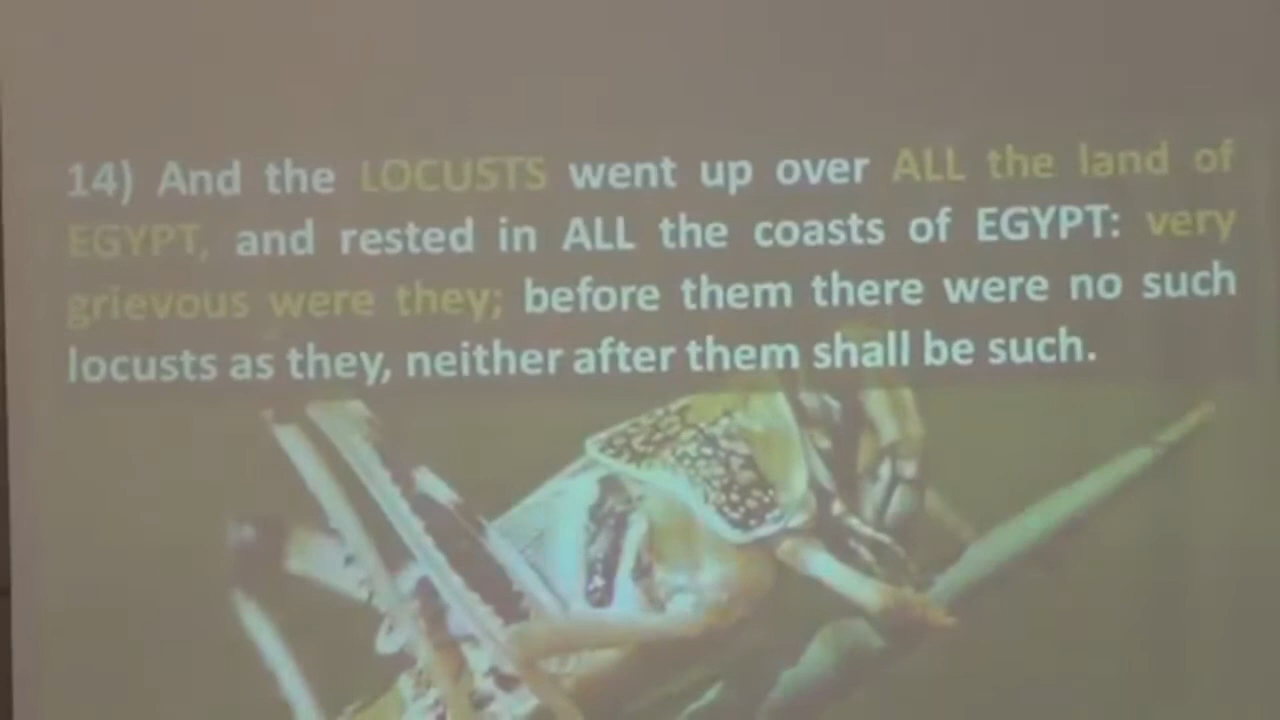 14) And the LOCUSTS went up over ALL the land of
EGYPT, and rested in ALL the coasts of EGYPT: very
grievous were they; before them there were no such
locusts as they, neither after them shall be such.